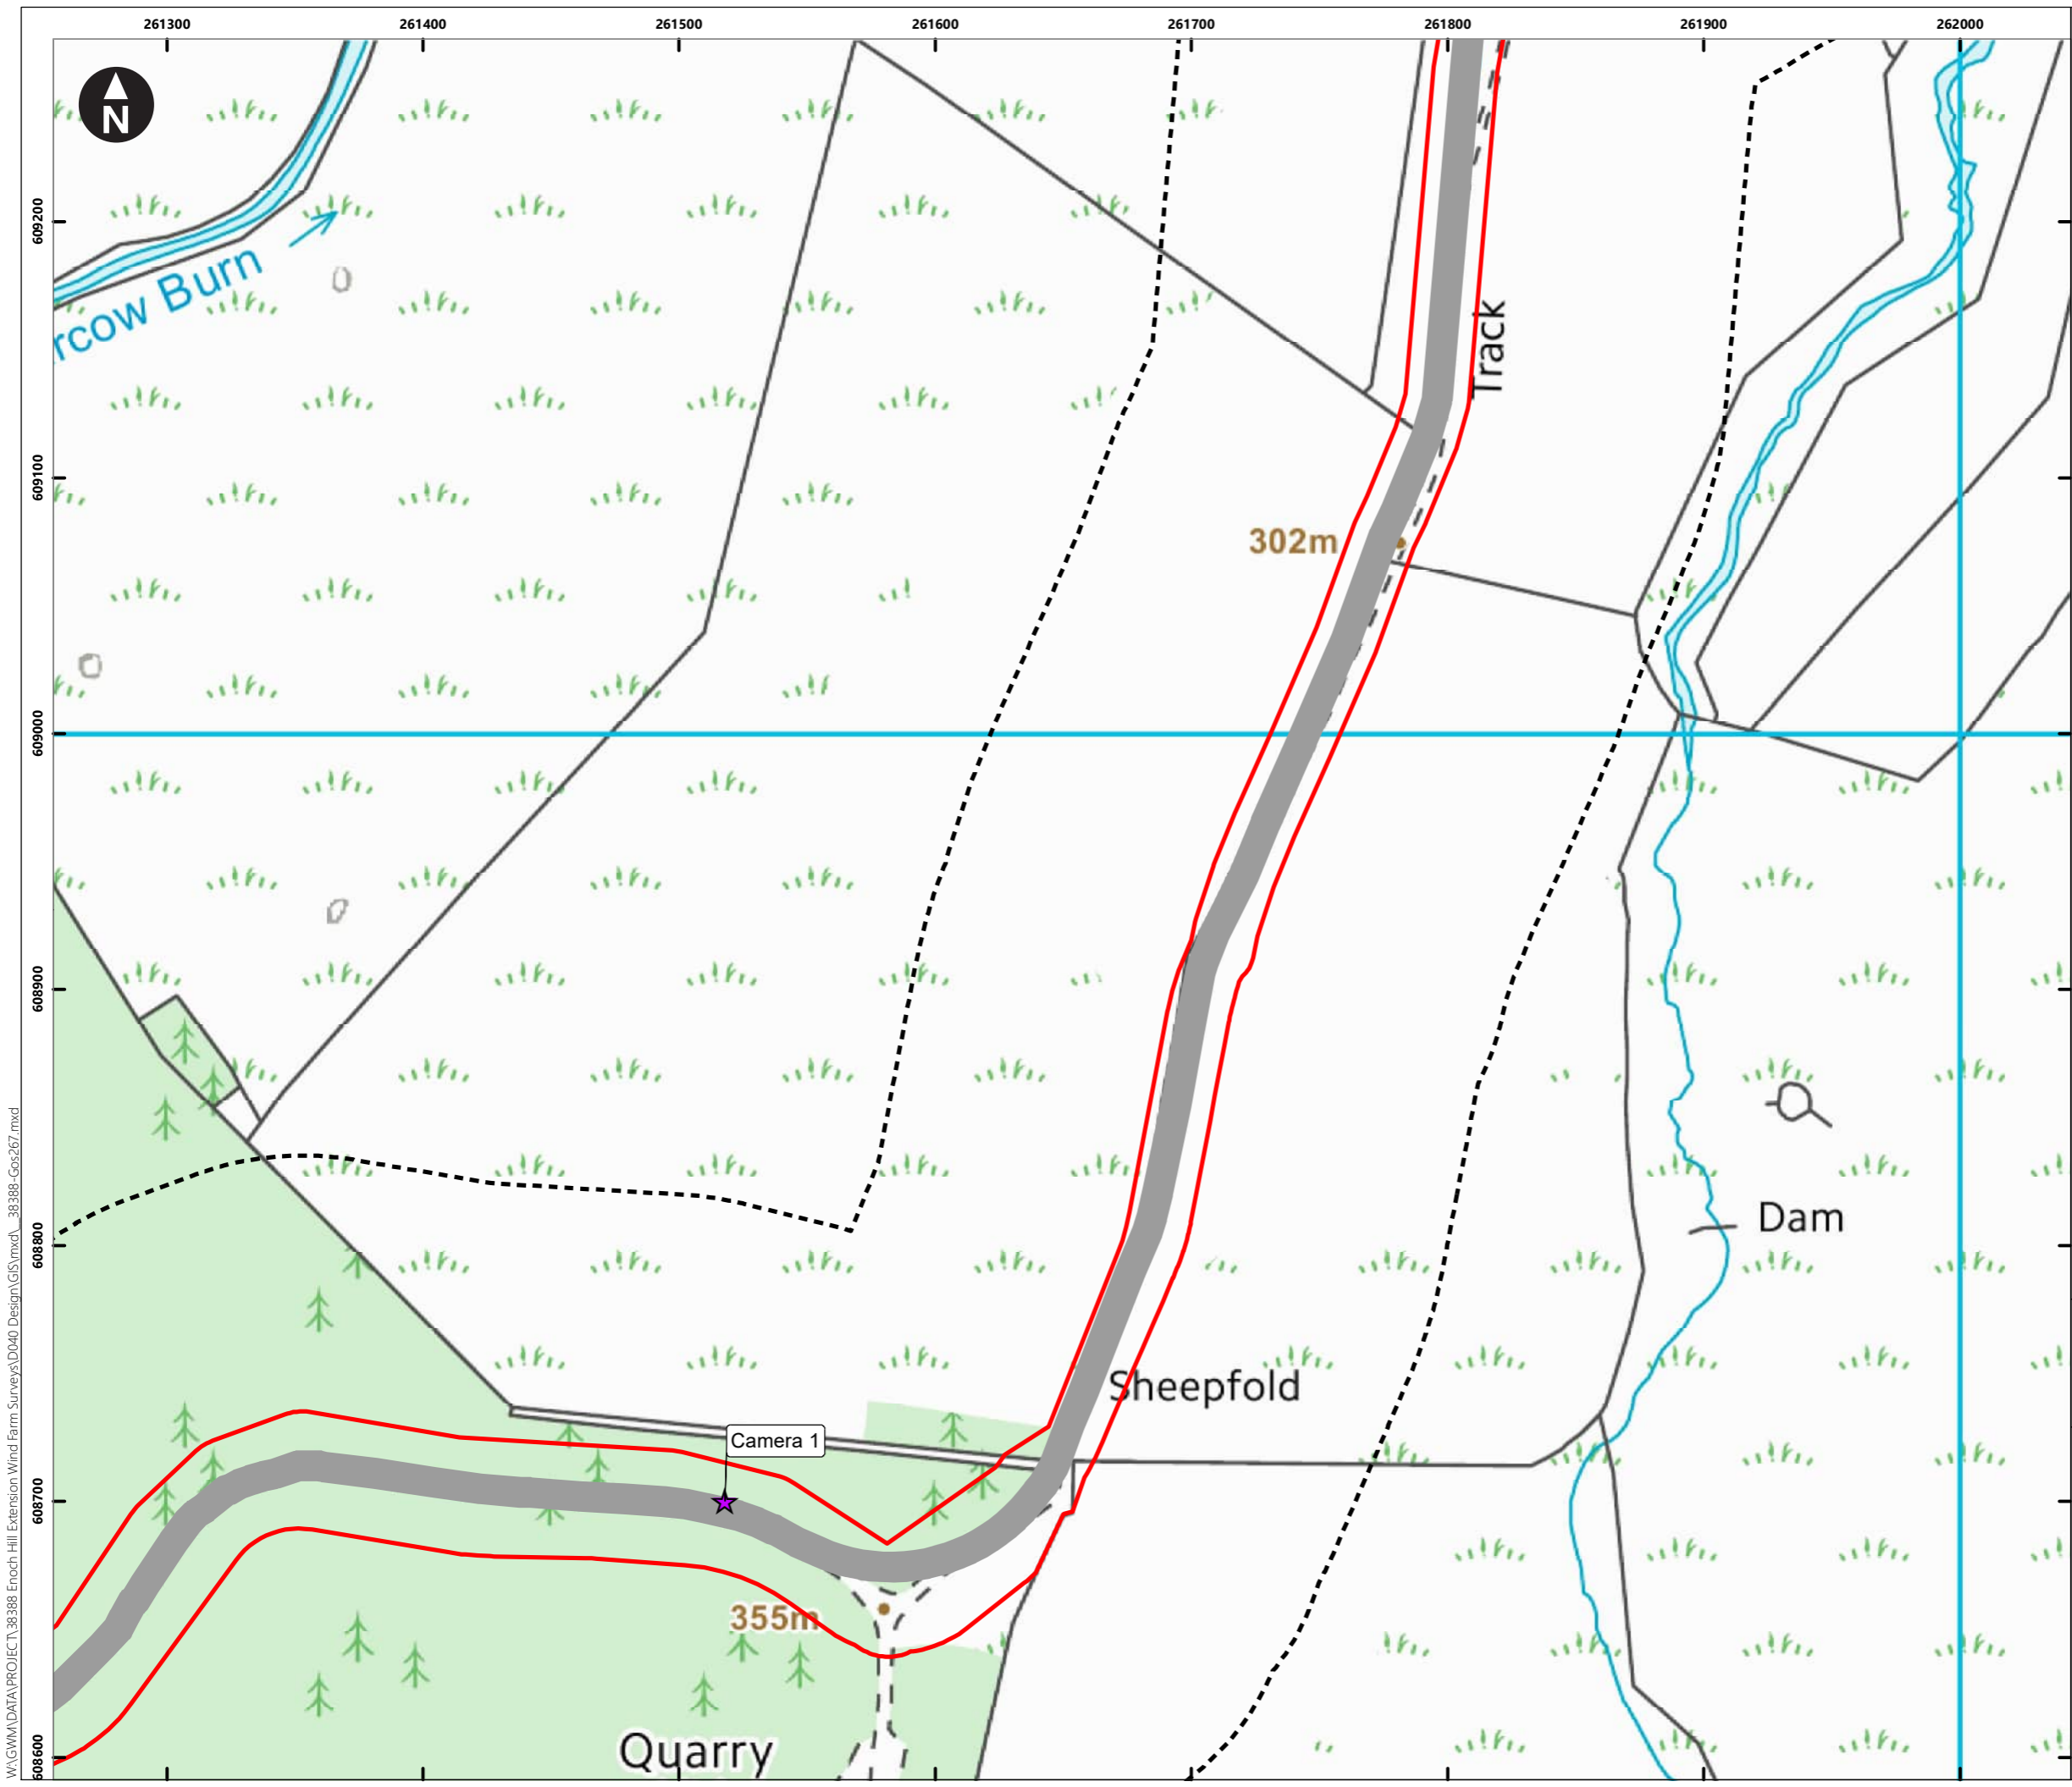 261300 261400 261500 261600 261700 261800 261900 262000
N
609200
rcow Burn
Track
609100
302m
609000
608900
608800
Dam
Sheepfold
Camera 1
608700
355m
608600
Quarry
W:\GWM\DATA\PROJECT\38388 Enoch Hill Extension Wind Farm Surveys\D040 Design\GIS\mxd\_38388-Gos267.mxd